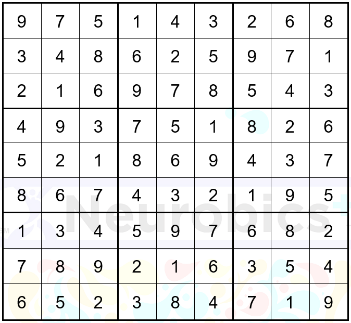 9 7 5 1 4 3 2 6 8
3 4 8 6 2 5 9 7 1
2 1 6 9 7 8 5 4 3
4 9 3 7 5 1 8 2 6
5 2 1 8 6 9 4 3 7
8 6 7 4 3 2 1 9 5
Neurobics
1 3 4 5 9 7 6 8 2
7 8 9 2 1 6 3 5 4
6 5 2 3 8 4 7 1 9